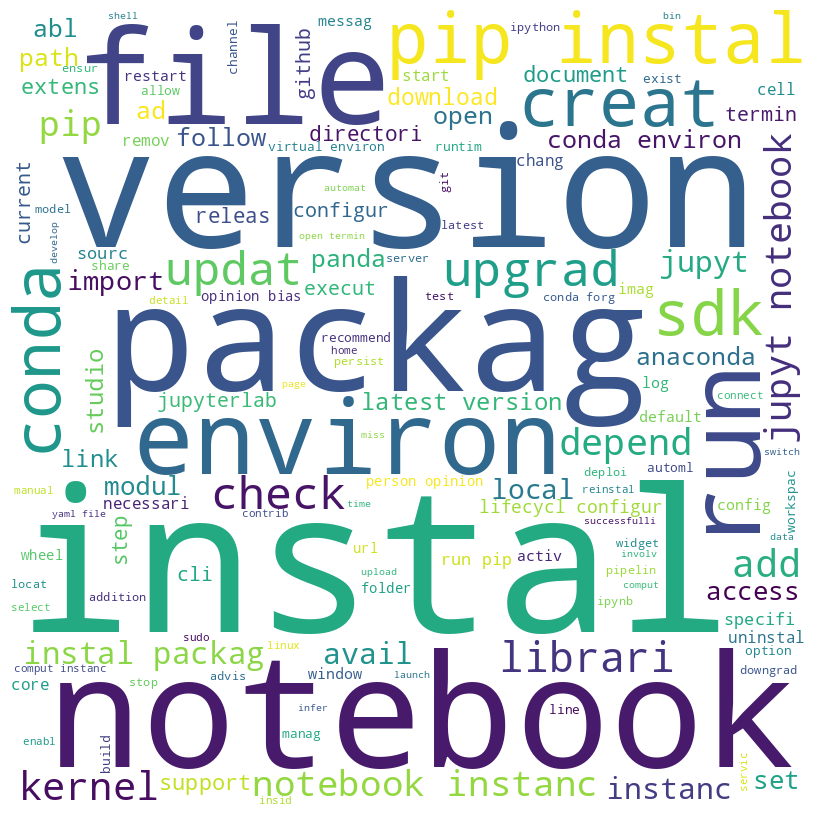 shell
bin
abl
file
messag
ipython
pip instal
path
ensur
extens
restart
allow
channel
github
start
download
document
exist
cell
ad
creat
termin
pip
remov
follow
directori
open
conda environ
virtual environ
runtim
chang
current
model
develop
version
automat
git
jupyt notebook
releas
configur
latest
open termin
sourc
share
import
updat
panda
server
upgrad
jupyt
detail
opinion bias
execut
test
conda forg
imag
sdk
conda
packag
recommend
home
persist
anaconda
studio
page
log
connect
jupyterlab
latest version
default
run
environ
miss
depend
switch
link
modul
check
person opinion
local
deploi
automl
manual
necessari
reinstal
workspac
yaml file
contrib
time
lifecycl configur
config
step
instal
successfulli
wheel
url
widget
involv
data
cli
run pip
activ
add
locat
upload
folder
pipelin
comput
select
addition
ipynb
access
specifi
sudo
linux
uninstal
instal packag
avail
librari
option
comput instanc
core
stop
advis
window
launch
downgrad
notebook
infer
line
enabl
build
manag
servic
kernel
support
notebook instanc
instanc
set
insid